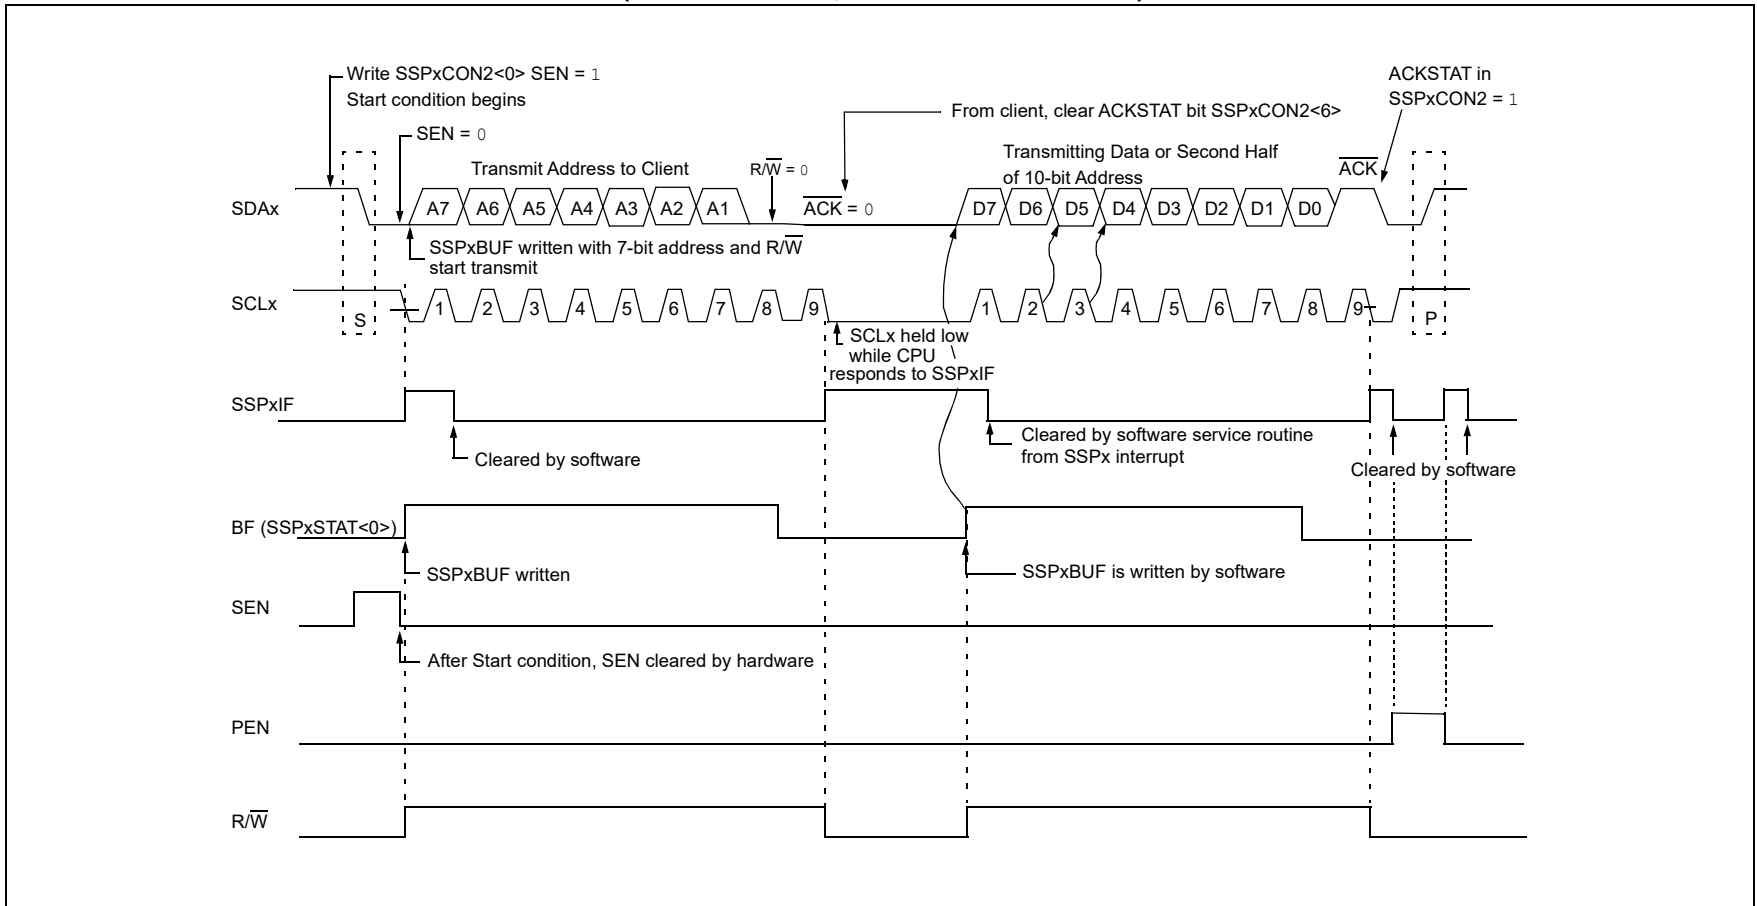 Write SSPxCON2<0> SEN = 1
Start condition begins
ACKSTAT in
SSPxCON2 = 1
From client, clear ACKSTAT bit SSPxCON2<6>
SEN = 0
Transmit Address to Client
R/W̅ = 0
Transmitting Data or Second Half
of 10-bit Address
A̅C̅K̅
SDAx
A7 A6 A5 A4 A3 A2 A1
A̅C̅K̅ = 0
D7 D6 D5 D4 D3 D2 D1 D0
SSPxBUF written with 7-bit address and R/W̅
start transmit
SCLx
S
1 2 3 4 5 6 7 8 9
1 2 3 4 5 6 7 8 9
P
SCLx held low
while CPU
responds to SSPxIF
SSPxIF
Cleared by software
Cleared by software service routine
from SSPx interrupt
Cleared by software
BF (SSPxSTAT<0>)
SSPxBUF written
SSPxBUF is written by software
SEN
After Start condition, SEN cleared by hardware
PEN
R/W̅